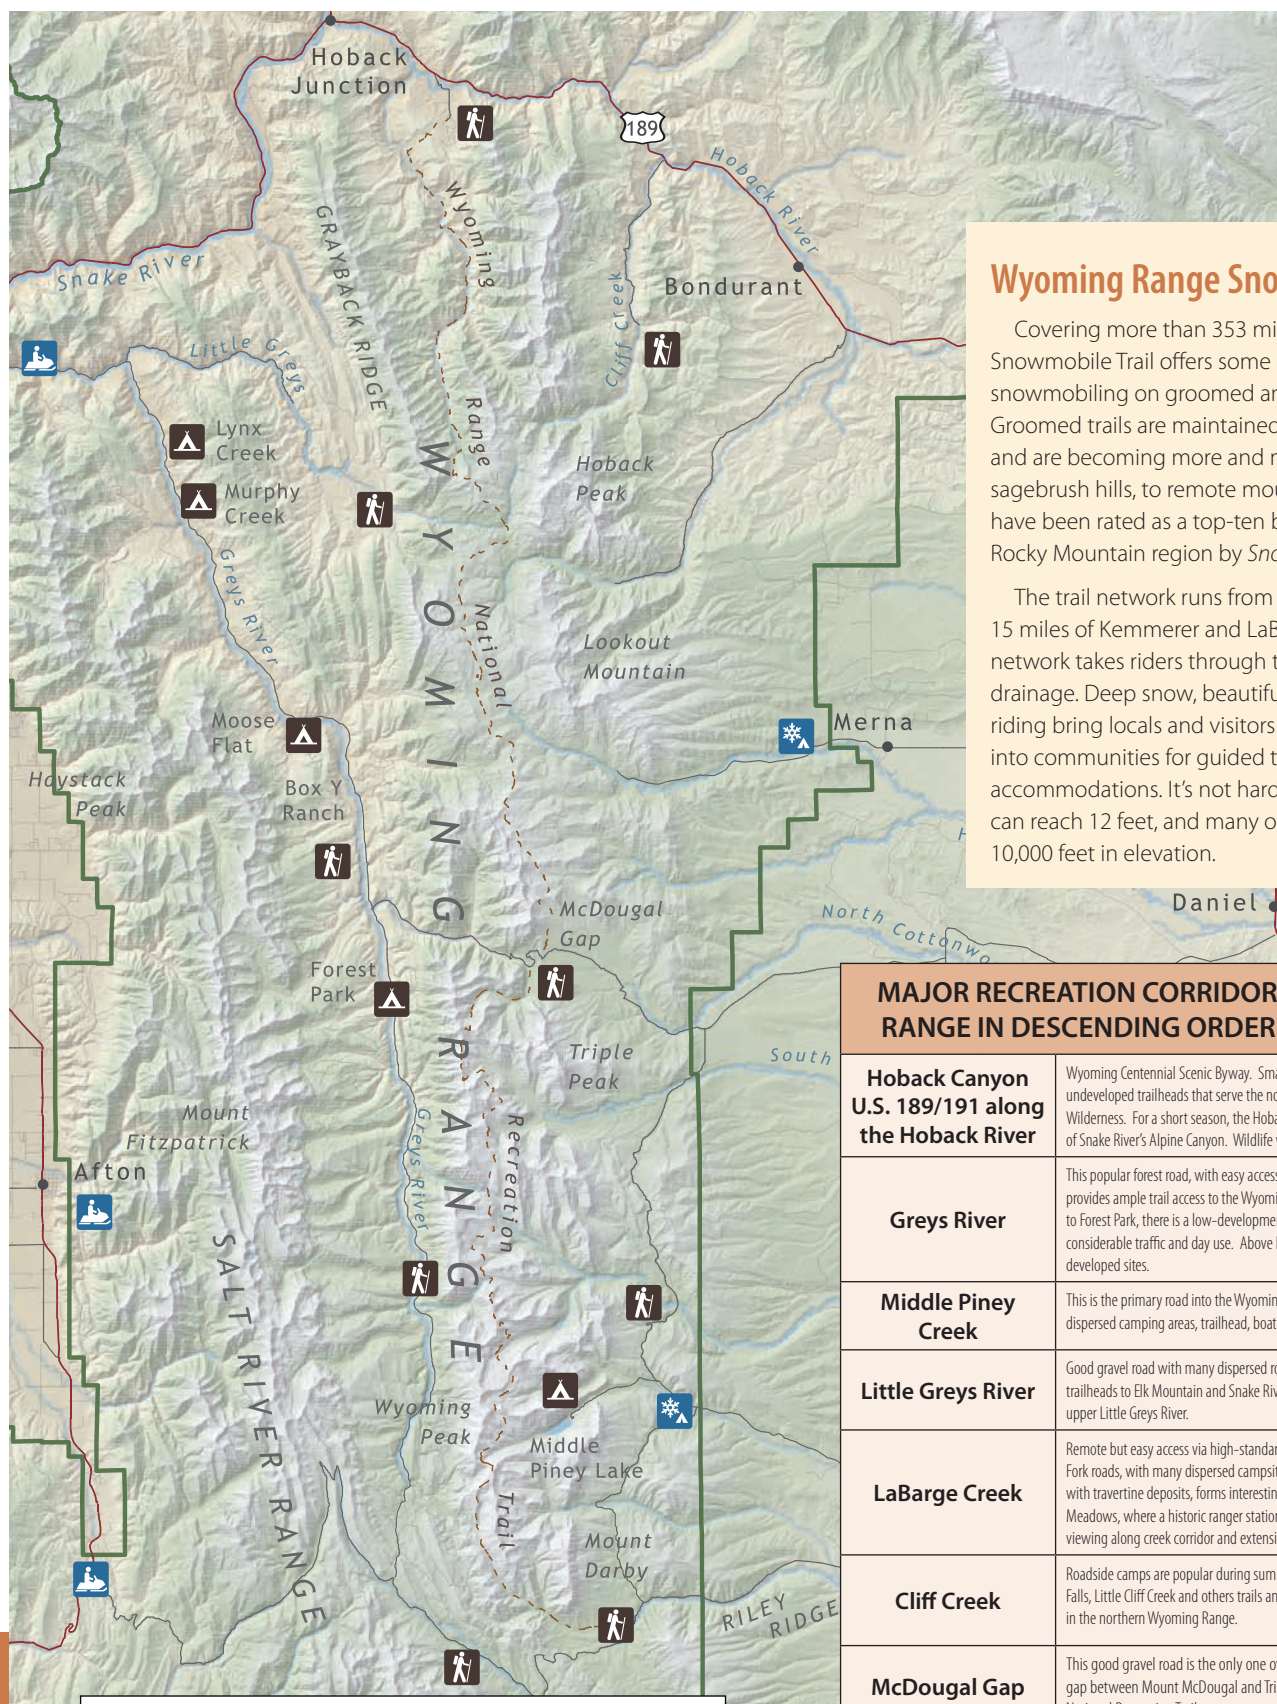 Hoback
Junction
189
Hoback River
Wyoming
GRAYBACK RIDGE
Snake River
Cliff Creek
Bondurant
Little Greys
Range
Lynx
Creek
Hoback
Peak
Murphy
Creek
WYOMING
Greys River
National
Lookout
Mountain
Moose
Flat
Merna
Haystack
Peak
Box Y
Ranch
McDougal
Gap
Daniel
North Cottonwo
H
Forest
Park
RANGE
Triple
Peak
South
Mount
Fitzpatrick
Greys River
Recreation
Afton
SALT RIVER RANGE
Wyoming
Peak
Middle
Piney Lake
Trail
Mount
Darby
RILEY
RIDGE
Wyoming Range Sno
Covering more than 353 mi
Snowmobile Trail offers some
snowmobiling on groomed an
Groomed trails are maintained
and are becoming more and m
sagebrush hills, to remote mou
have been rated as a top-ten b
Rocky Mountain region by Sno
The trail network runs from
15 miles of Kemmerer and LaB
network takes riders through t
drainage. Deep snow, beautifu
riding bring locals and visitors
into communities for guided t
accommodations. It's not hard
can reach 12 feet, and many o
10,000 feet in elevation.
MAJOR RECREATION CORRIDOR
RANGE IN DESCENDING ORDER
Hoback Canyon
U.S. 189/191 along
the Hoback River
Wyoming Centennial Scenic Byway. Sma
undeveloped trailheads that serve the no
Wilderness. For a short season, the Hoba
of Snake River's Alpine Canyon. Wildlife v
Greys River
This popular forest road, with easy access
provides ample trail access to the Wyomi
to Forest Park, there is a low-developmen
considerable traffic and day use. Above
developed sites.
Middle Piney
Creek
This is the primary road into the Wyomin
dispersed camping areas, trailhead, boat
Little Greys River
Good gravel road with many dispersed ro
trailheads to Elk Mountain and Snake Riv
upper Little Greys River.
LaBarge Creek
Remote but easy access via high-standar
Fork roads, with many dispersed campsit
with travertine deposits, forms interestin
Meadows, where a historic ranger station
viewing along creek corridor and extensi
Cliff Creek
Roadside camps are popular during sum
Falls, Little Cliff Creek and others trails an
in the northern Wyoming Range.
McDougal Gap
This good gravel road is the only one ov
gap between Mount McDougal and Tri